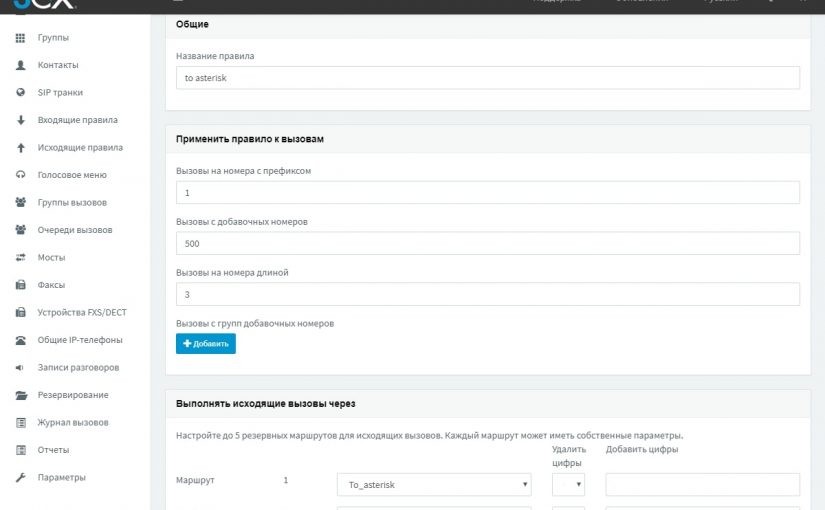 3CX
Группы
Контакты
SIP транки
Входящие правила
Исходящие правила
Голосовое меню
Группы вызовов
Очереди вызовов
Мосты
Факсы
Устройства FXS/DECT
Общие IP-телефоны
Записи разговоров
Резервирование
Журнал вызовов
Отчеты
Параметры
Общие
Название правила
to asterisk
Применить правило к вызовам
Вызовы на номера с префиксом
1
Вызовы с добавочных номеров
500
Вызовы на номера длиной
3
Вызовы с групп добавочных номеров
Добавить
Выполнять исходящие вызовы через
Настройте до 5 резервных маршрутов для исходящих вызовов. Каждый маршрут может иметь собственные параметры.
Удалить цифры
Добавить цифры
Маршрут 1 To_asterisk